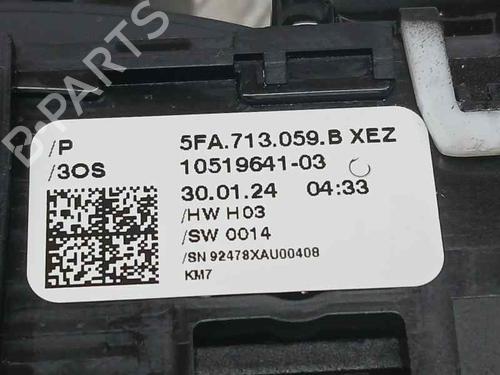 /P 5FA.713.059.B XEZ
/3OS 10519641-03
30.01.24 04:33
/HW H03
/SW 0014
/SN 92478XAU00408
KM7
B-PARTS